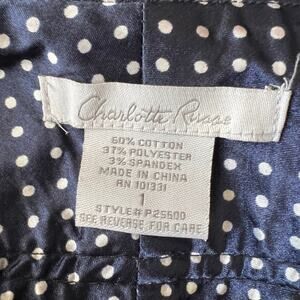 Charlotte Russe
60% COTTON
37% POLYESTER
3% SPANDEX
MADE IN CHINA
RN 101331
1
STYLE# P25600
SEE REVERSE FOR CARE